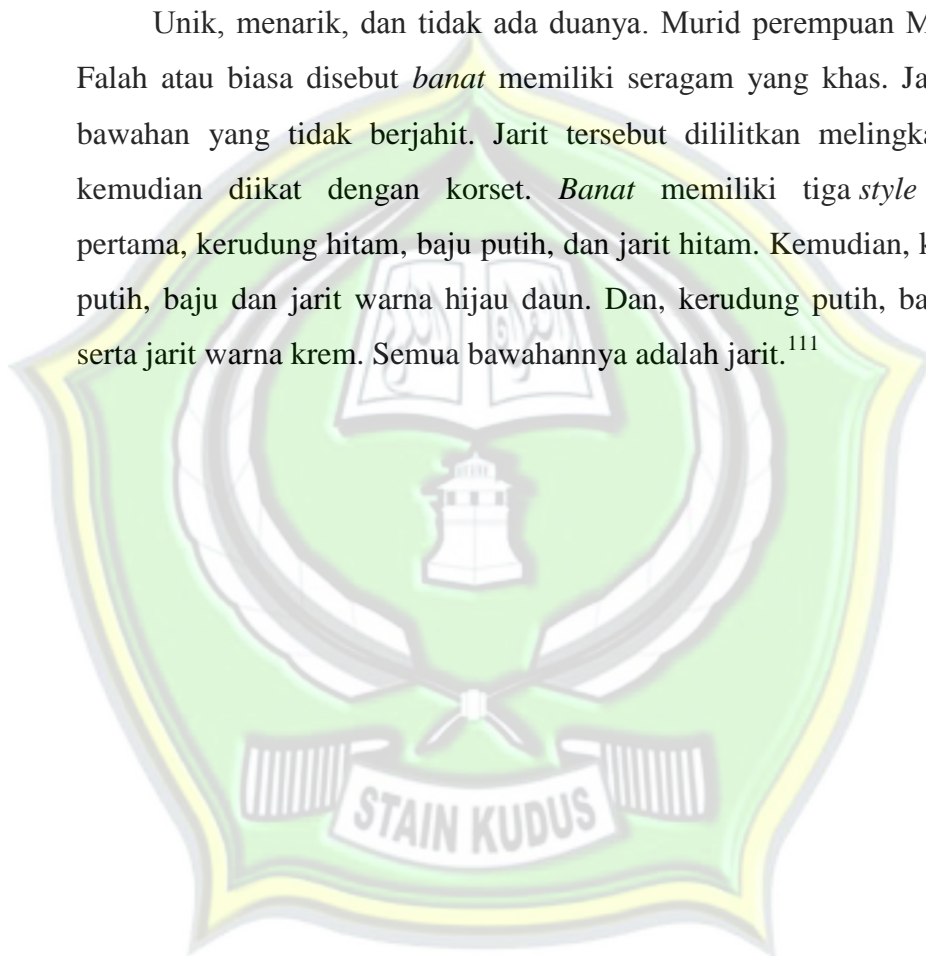 Unik, menarik, dan tidak ada duanya. Murid perempuan M
Falah atau biasa disebut banat memiliki seragam yang khas. Ja
bawahan yang tidak berjahit. Jarit tersebut dililitkan melingka
kemudian diikat dengan korset. Banat memiliki tiga style
pertama, kerudung hitam, baju putih, dan jarit hitam. Kemudian, k
putih, baju dan jarit warna hijau daun. Dan, kerudung putih, ba
serta jarit warna krem. Semua bawahannya adalah jarit.111
STAIN KUDUS